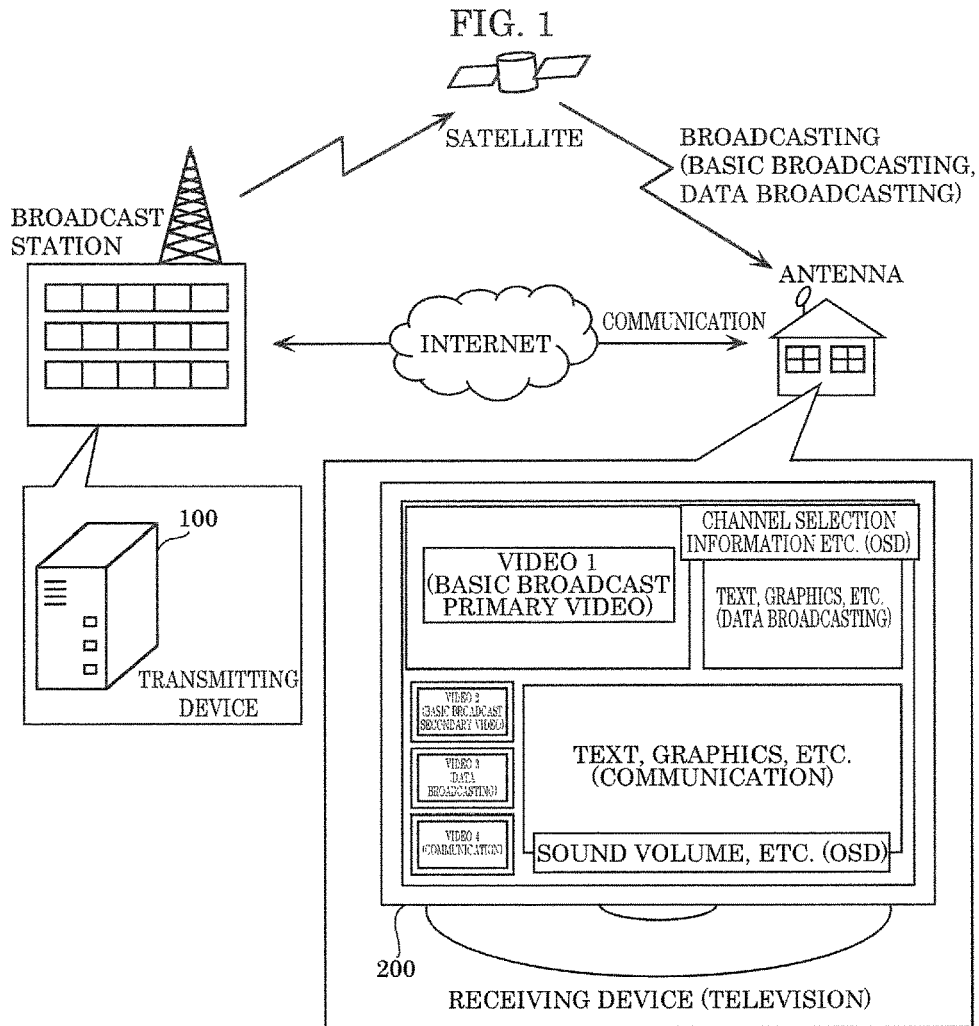 FIG. 1
SATELLITE
BROADCASTING
(BASIC BROADCASTING,
DATA BROADCASTING)
BROADCAST
STATION
ANTENNA
INTERNET
COMMUNICATION
100
TRANSMITTING
DEVICE
VIDEO 1
(BASIC BROADCAST
PRIMARY VIDEO)
CHANNEL SELECTION
INFORMATION ETC. (OSD)
TEXT, GRAPHICS, ETC.
(DATA BROADCASTING)
VIDEO 2
(BASIC BROADCAST
SECONDARY VIDEO)
VIDEO 3
(DATA
BROADCASTING)
VIDEO 4
(COMMUNICATION)
TEXT, GRAPHICS, ETC.
(COMMUNICATION)
SOUND VOLUME, ETC. (OSD)
200
RECEIVING DEVICE (TELEVISION)